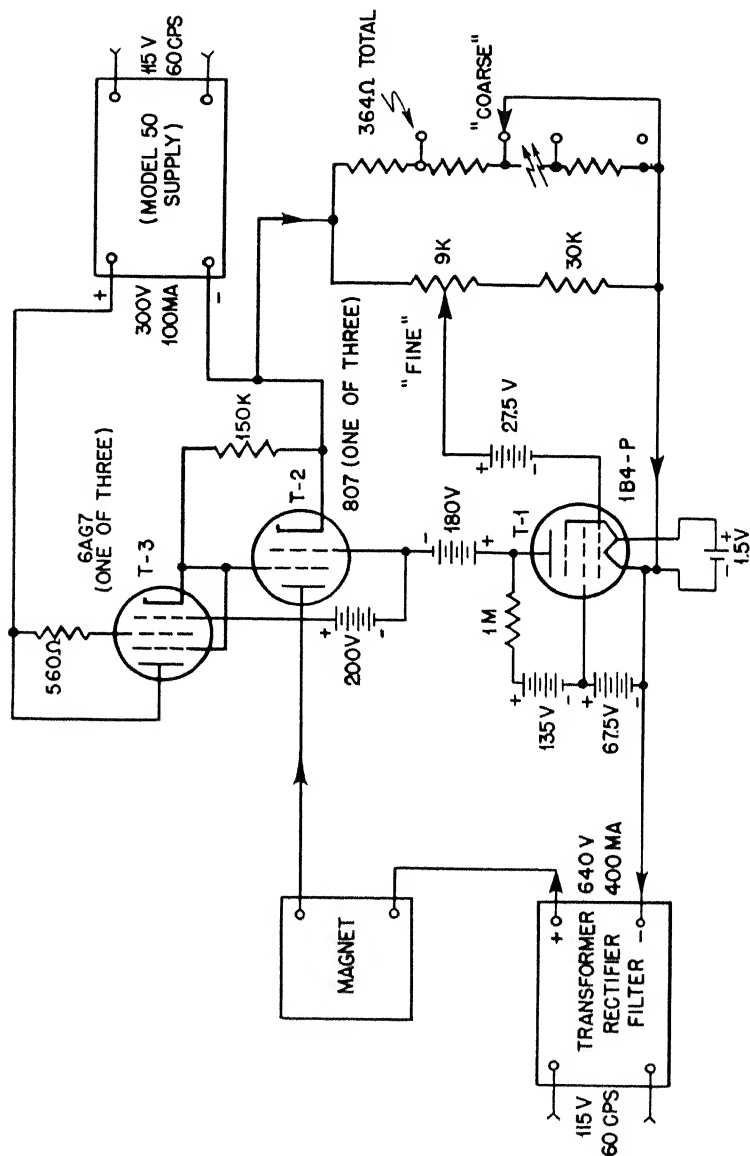 115 V
60 CPS
(MODEL 50
SUPPLY)
+
-
300V
100MA
6AG7
(ONE OF THREE)
T-3
560Ω
150K
T-2
807 (ONE OF THREE)
+
200V
-
-
180V
+
364Ω TOTAL
"COARSE"
9K
30K
"FINE"
+
27.5 V
-
T-1
1B4-P
1M
+
135V
-
+
67.5V
-
+
-
1.5V
MAGNET
+
640 V
400 MA
-
TRANSFORMER
RECTIFIER
FILTER
115 V
60 CPS